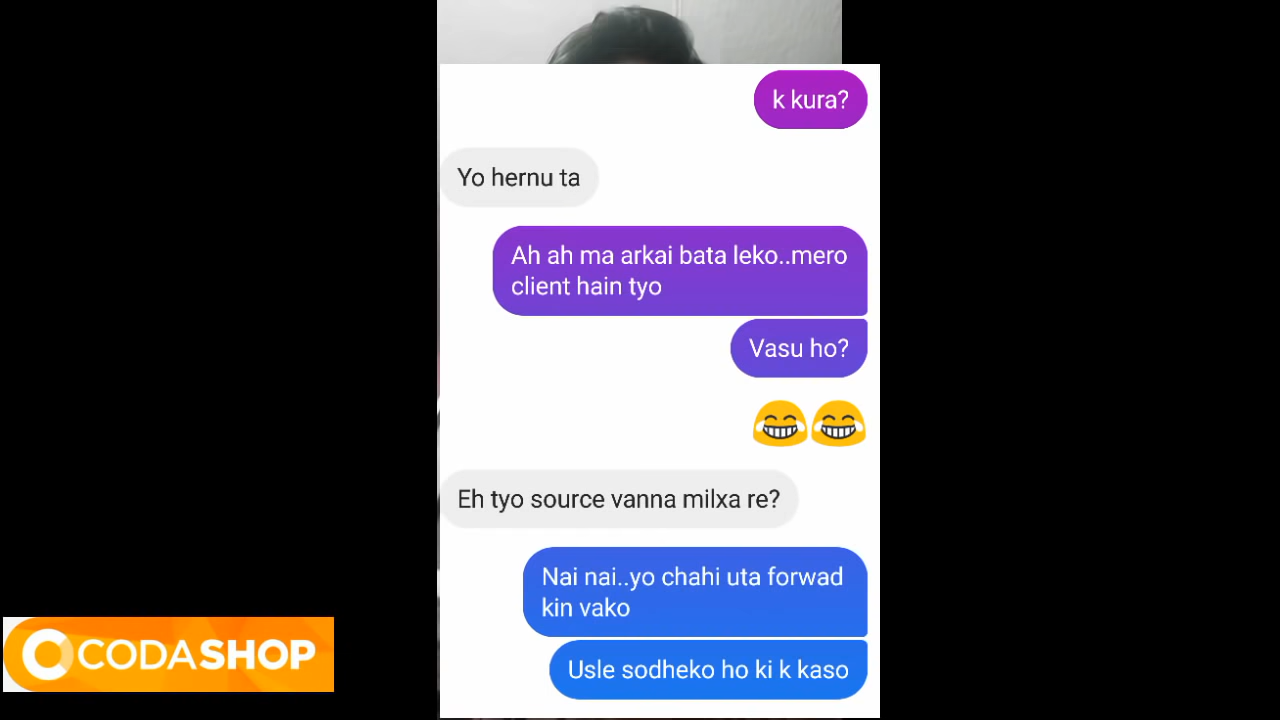 k kura?
Yo hernu ta
Ah ah ma arkai bata leko..mero
client hain tyo
Vasu ho?
😂😂
Eh tyo source vanna milxa re?
Nai nai..yo chahi uta forwad
kin vako
Usle sodheko ho ki k kaso
CODASHOP